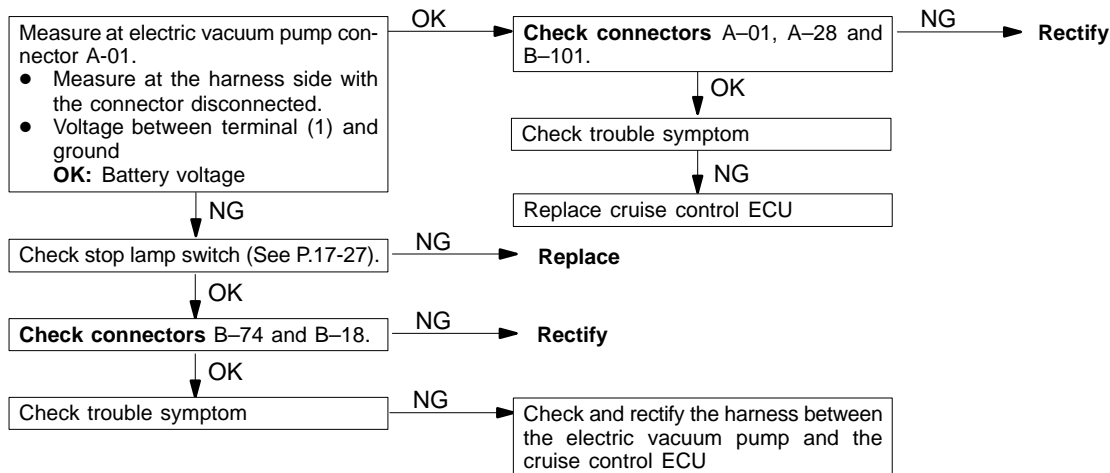 Measure at electric vacuum pump con-
nector A-01.
● Measure at the harness side with
the connector disconnected.
● Voltage between terminal (1) and
ground
OK: Battery voltage
OK
Check connectors A–01, A–28 and
B–101.
NG
Rectify
OK
Check trouble symptom
NG
Replace cruise control ECU
NG
Check stop lamp switch (See P.17-27).
NG
Replace
OK
Check connectors B–74 and B–18.
NG
Rectify
OK
Check trouble symptom
NG
Check and rectify the harness between
the electric vacuum pump and the
cruise control ECU